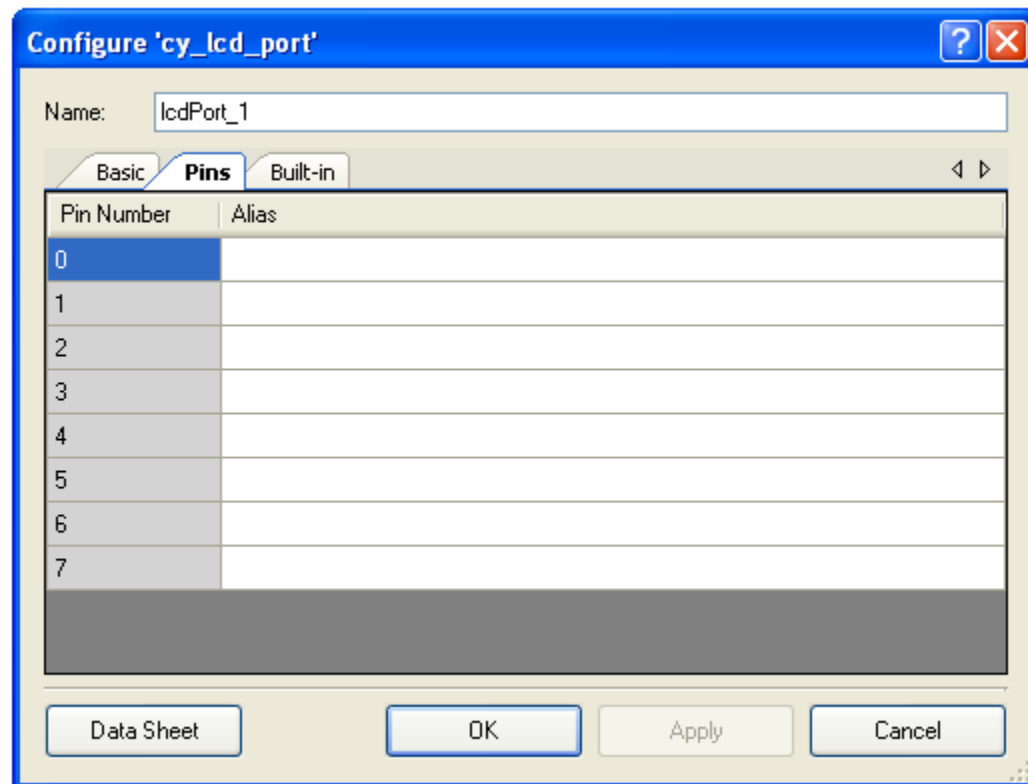 Configure 'cy_lcd_port'
Name: lcdPort_1
Basic Pins Built-in
Pin Number Alias
0
1
2
3
4
5
6
7
Data Sheet OK Apply Cancel